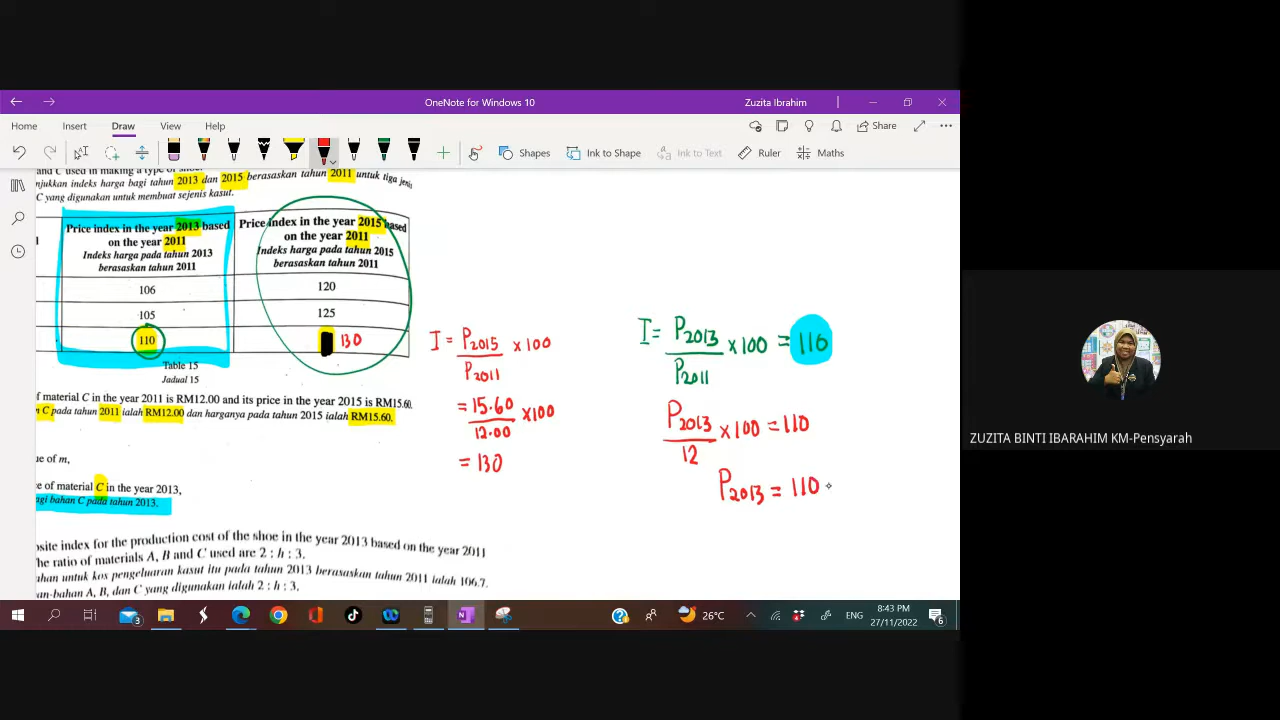 OneNote for Windows 10
Zuzita Ibrahim
Home Insert Draw View Help
Share
Shapes Ink to Shape Ink to Text Ruler Maths
and C used in making a type of
njukkan indeks harga bagi tahun 2013 dan 2015 berasaskan tahun 2011 untuk tiga jenis
C yang digunakan untuk membuat sejenis kasut.
Price index in the year 2013 based
on the year 2011
Indeks harga pada tahun 2013
berasaskan tahun 2011
Price index in the year 2015 based
on the year 2011
Indeks harga pada tahun 2015
berasaskan tahun 2011
106 120
105 125
110 130
Table 15
Jadual 15
of material C in the year 2011 is RM12.00 and its price in the year 2015 is RM15.60.
n C pada tahun 2011 ialah RM12.00 dan harganya pada tahun 2015 ialah RM15.60.
ue of m,
e of material C in the year 2013,
agi bahan C pada tahun 2013.
osite index for the production cost of the shoe in the year 2013 based on the year 2011
he ratio of materials A, B and C used are 2 : h : 3.
ahan untuk kos pengeluaran kasut itu pada tahun 2013 berasaskan tahun 2011 ialah 106.7.
an-bahan A, B, dan C yang digunakan ialah 2 : h : 3.
I = P2015 / P2011 × 100
= 15.60 / 12.00 × 100
= 130
I = P2013 / P2011 × 100 = 110
P2013 / 12 × 100 = 110
P2013 = 110
ZUZITA BINTI IBARAHIM KM-Pensyarah
3
26°C
ENG
8:43 PM
27/11/2022
6